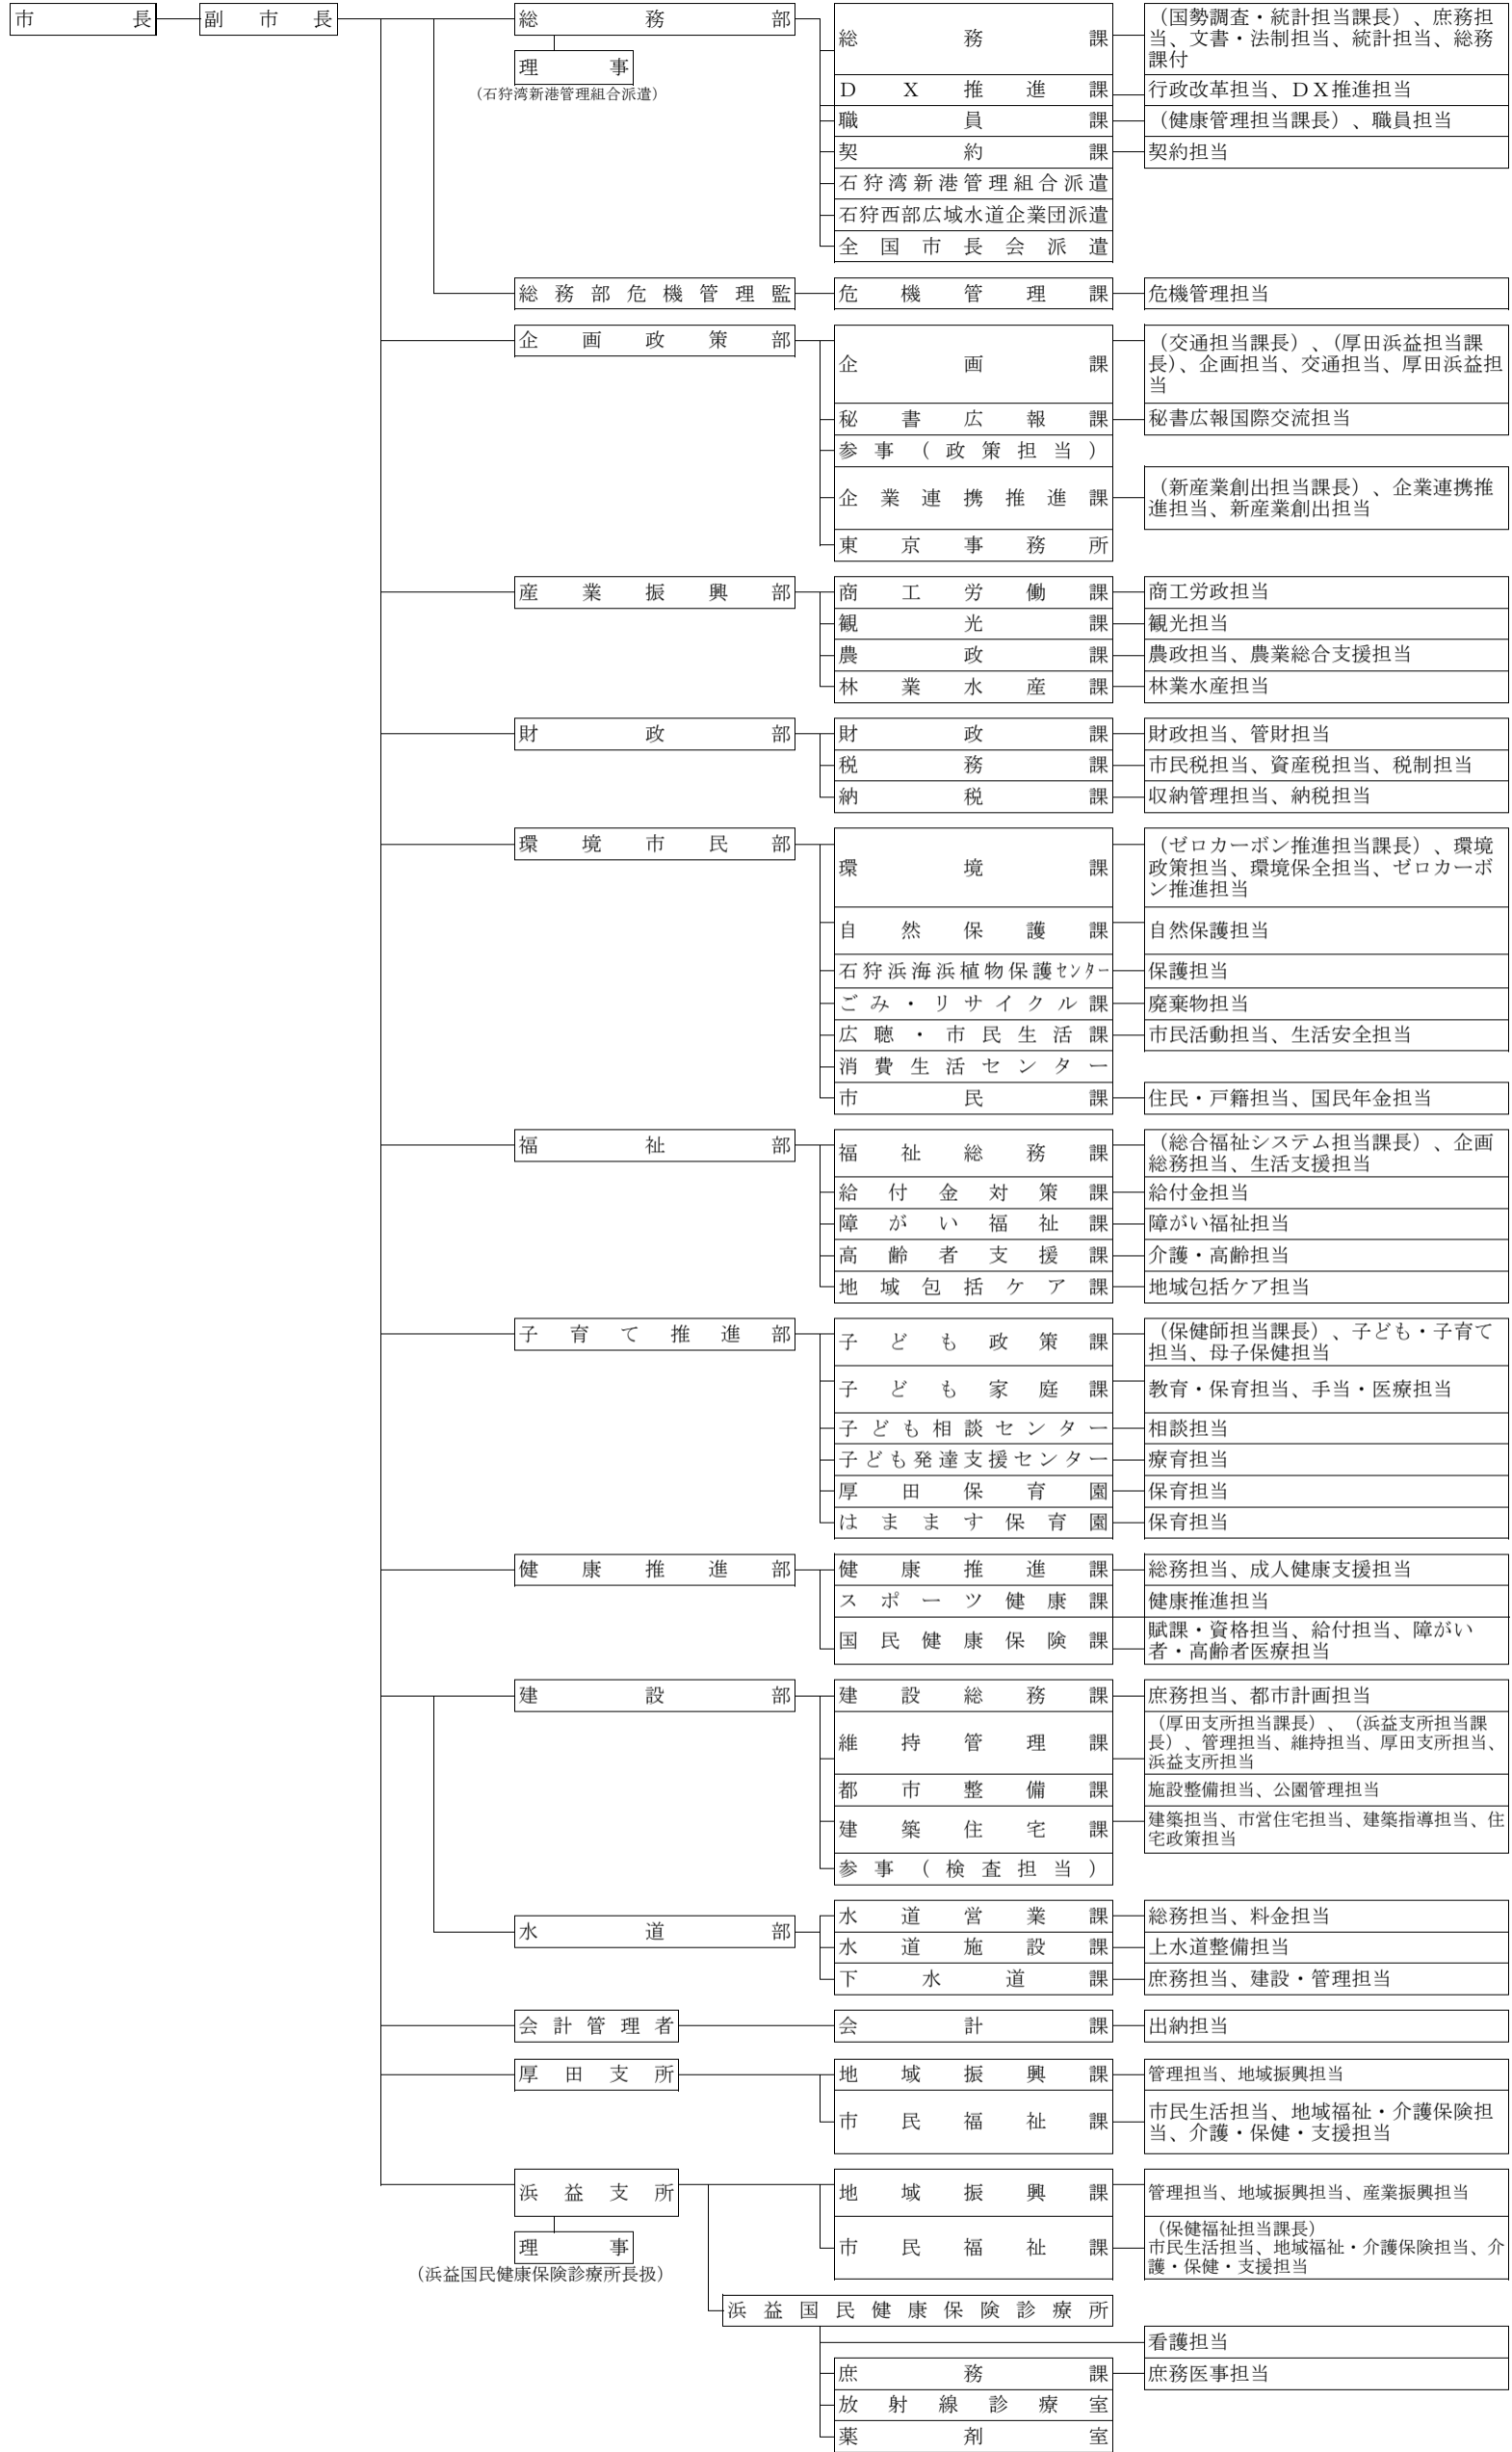 市長
副市長
総務部
理事
（石狩湾新港管理組合派遣）
総務課
（国勢調査・統計担当課長）、庶務担
当、文書・法制担当、統計担当、総務
課付
ＤＸ推進課
行政改革担当、ＤＸ推進担当
職員課
（健康管理担当課長）、職員担当
契約課
契約担当
石狩湾新港管理組合派遣
石狩西部広域水道企業団派遣
全国市長会派遣
総務部危機管理監
危機管理課
危機管理担当
企画政策部
企画課
（交通担当課長）、（厚田浜益担当課
長）、企画担当、交通担当、厚田浜益担
当
秘書広報課
秘書広報国際交流担当
参事（政策担当）
企業連携推進課
（新産業創出担当課長）、企業連携推
進担当、新産業創出担当
東京事務所
産業振興部
商工労働課
商工労政担当
観光課
観光担当
農政課
農政担当、農業総合支援担当
林業水産課
林業水産担当
財政部
財政課
財政担当、管財担当
税務課
市民税担当、資産税担当、税制担当
納税課
収納管理担当、納税担当
環境市民部
環境課
（ゼロカーボン推進担当課長）、環境
政策担当、環境保全担当、ゼロカーボ
ン推進担当
自然保護課
自然保護担当
石狩浜海浜植物保護センター
保護担当
ごみ・リサイクル課
廃棄物担当
広聴・市民生活課
市民活動担当、生活安全担当
消費生活センター
市民課
住民・戸籍担当、国民年金担当
福祉部
福祉総務課
（総合福祉システム担当課長）、企画
総務担当、生活支援担当
給付金対策課
給付金担当
障がい福祉課
障がい福祉担当
高齢者支援課
介護・高齢担当
地域包括ケア課
地域包括ケア担当
子育て推進部
子ども政策課
（保健師担当課長）、子ども・子育て
担当、母子保健担当
子ども家庭課
教育・保育担当、手当・医療担当
子ども相談センター
相談担当
子ども発達支援センター
療育担当
厚田保育園
保育担当
はまます保育園
保育担当
健康推進部
健康推進課
総務担当、成人健康支援担当
スポーツ健康課
健康推進担当
国民健康保険課
賦課・資格担当、給付担当、障がい
者・高齢者医療担当
建設部
建設総務課
庶務担当、都市計画担当
維持管理課
（厚田支所担当課長）、（浜益支所担当課
長）、管理担当、維持担当、厚田支所担当、
浜益支所担当
都市整備課
施設整備担当、公園管理担当
建築住宅課
建築担当、市営住宅担当、建築指導担当、住
宅政策担当
参事（検査担当）
水道部
水道営業課
総務担当、料金担当
水道施設課
上水道整備担当
下水道課
庶務担当、建設・管理担当
会計管理者
会計課
出納担当
厚田支所
地域振興課
管理担当、地域振興担当
市民福祉課
市民生活担当、地域福祉・介護保険担
当、介護・保健・支援担当
浜益支所
理事
（浜益国民健康保険診療所長扱）
地域振興課
管理担当、地域振興担当、産業振興担当
市民福祉課
（保健福祉担当課長）
市民生活担当、地域福祉・介護保険担当、介
護・保健・支援担当
浜益国民健康保険診療所
看護担当
庶務課
庶務医事担当
放射線診療室
薬剤室